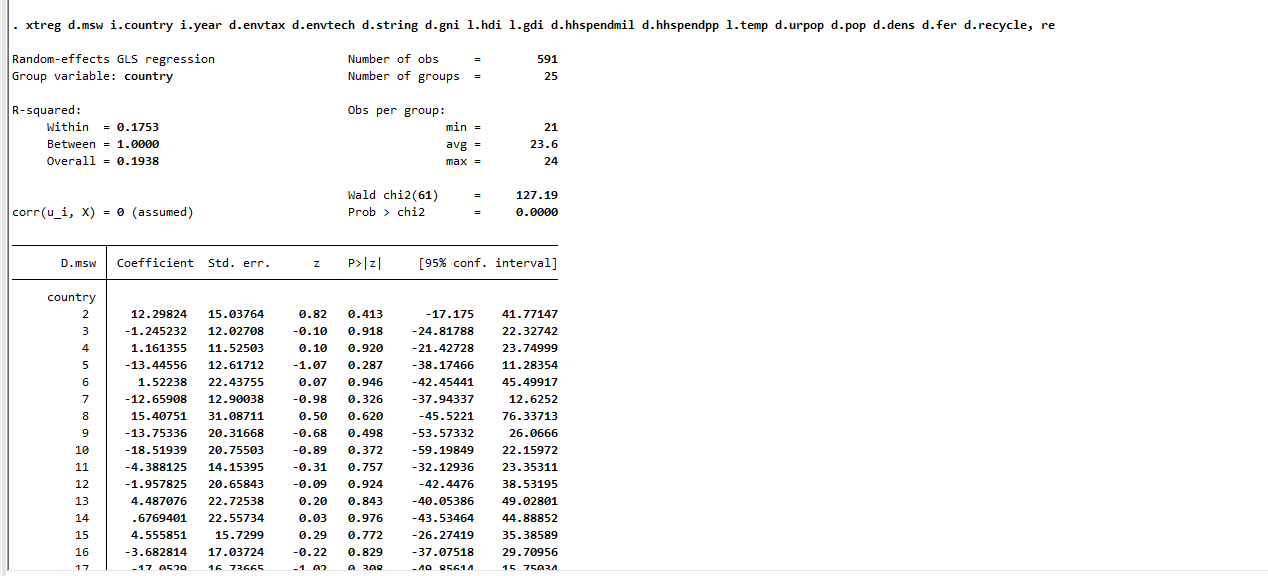 . xtreg d.msw i.country i.year d.envtax d.envtech d.string d.gni l.hdi l.gdi d.hhspendmil d.hhspendpp l.temp d.urpop d.pop d.dens d.fer d.recycle, re
Random-effects GLS regression Number of obs = 591
Group variable: country Number of groups = 25
R-squared: Obs per group:
Within = 0.1753 min = 21
Between = 1.0000 avg = 23.6
Overall = 0.1938 max = 24
Wald chi2(61) = 127.19
corr(u_i, X) = 0 (assumed) Prob > chi2 = 0.0000
D.msw Coefficient Std. err. z P>|z| [95% conf. interval]
country
2 12.29824 15.03764 0.82 0.413 -17.175 41.77147
3 -1.245232 12.02708 -0.10 0.918 -24.81788 22.32742
4 1.161355 11.52503 0.10 0.920 -21.42728 23.74999
5 -13.44556 12.61712 -1.07 0.287 -38.17466 11.28354
6 1.52238 22.43755 0.07 0.946 -42.45441 45.49917
7 -12.65908 12.90038 -0.98 0.326 -37.94337 12.6252
8 15.40751 31.08711 0.50 0.620 -45.5221 76.33713
9 -13.75336 20.31668 -0.68 0.498 -53.57332 26.0666
10 -18.51939 20.75503 -0.89 0.372 -59.19849 22.15972
11 -4.388125 14.15395 -0.31 0.757 -32.12936 23.35311
12 -1.957825 20.65843 -0.09 0.924 -42.4476 38.53195
13 4.487076 22.72538 0.20 0.843 -40.05386 49.02801
14 .6769401 22.55734 0.03 0.976 -43.53464 44.88852
15 4.555851 15.7299 0.29 0.772 -26.27419 35.38589
16 -3.682814 17.03724 -0.22 0.829 -37.07518 29.70956
17 -17.0529 16.73665 -1.02 0.308 -49.85614 15.75034